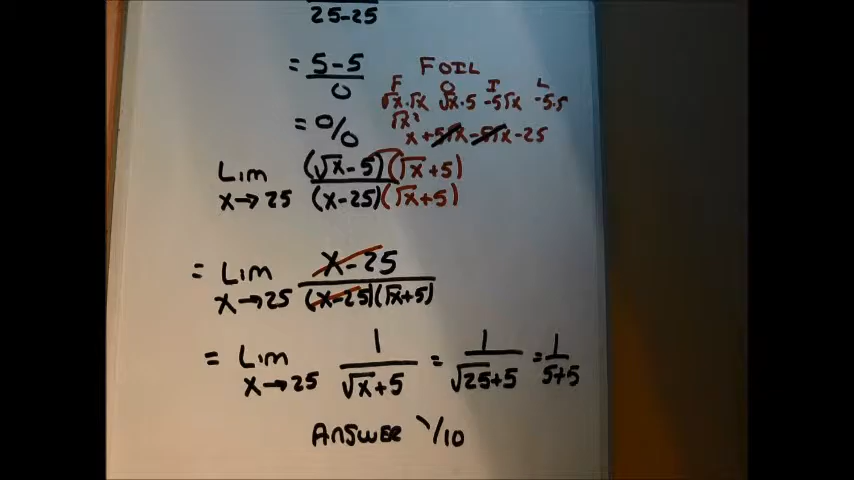 25-25
= 5-5 / 0
FOIL
F O I L
√x·√x √x·5 -5√x -5·5
√x²
x+5√x-5√x-25
= 0/0
Lim x→25 (√x-5)(√x+5) / (x-25)(√x+5)
= Lim x→25 x-25 / (x-25)(√x+5)
= Lim x→25 1 / √x+5 = 1 / √25+5 = 1 / 5+5
Answer 1/10